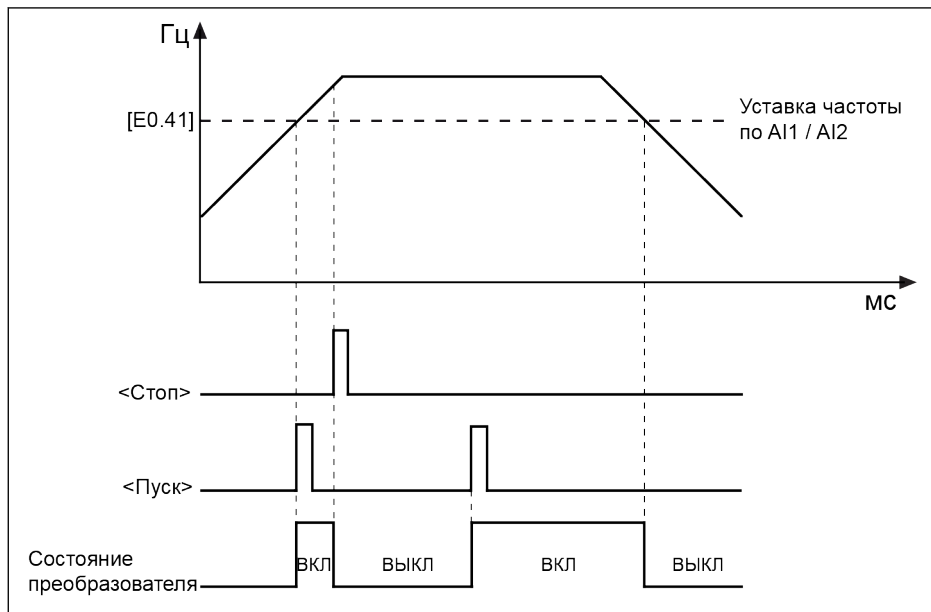 Гц
[E0.41]
Уставка частоты
по AI1 / AI2
мс
<Стоп>
<Пуск>
Состояние
преобразователя
ВКЛ
ВЫКЛ
ВКЛ
ВЫКЛ